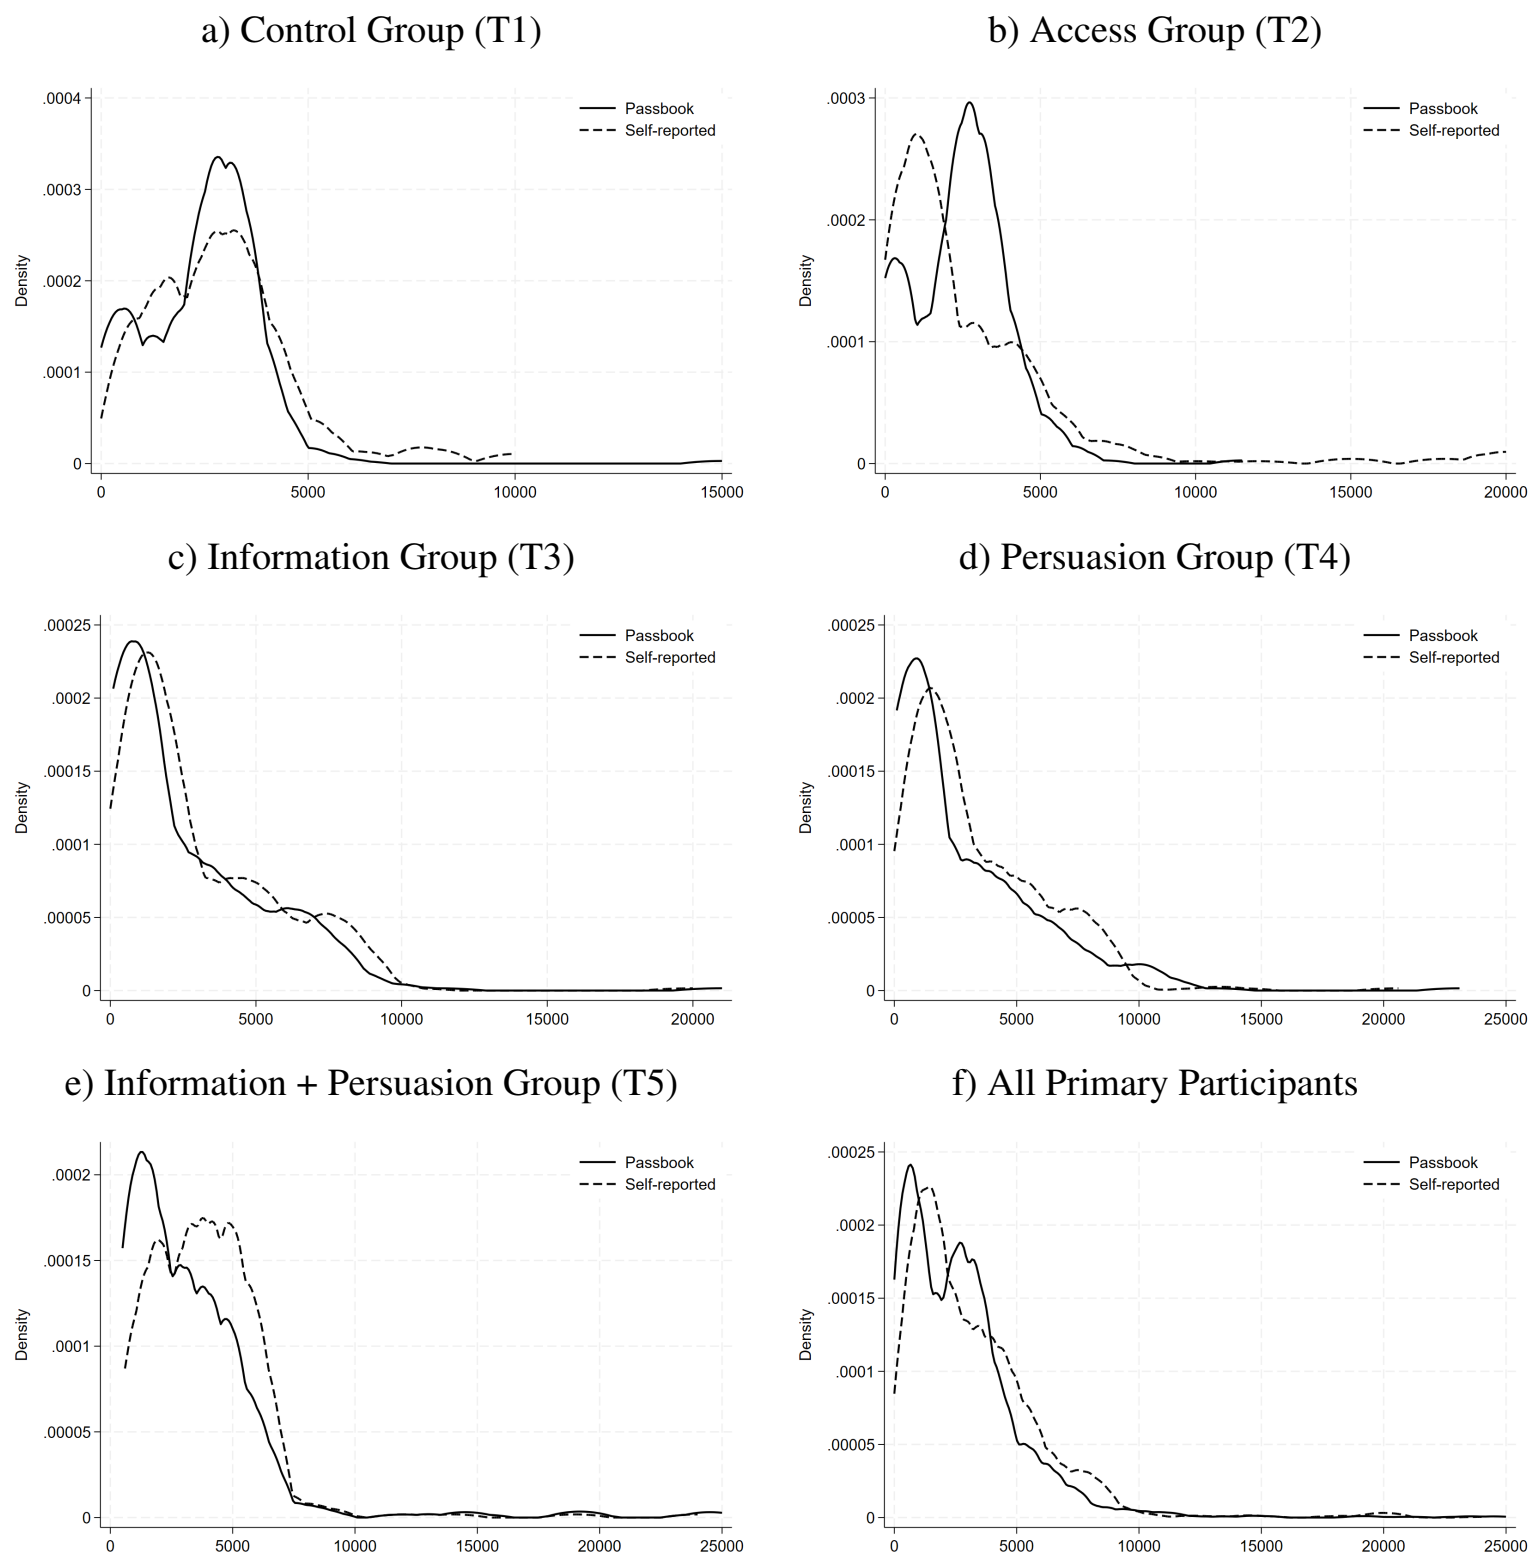 a) Control Group (T1)
.0004
.0003
.0002
.0001
0
Density
Passbook
Self-reported
0 5000 10000 15000
b) Access Group (T2)
.0003
.0002
.0001
0
Density
Passbook
Self-reported
0 5000 10000 15000 20000
c) Information Group (T3)
.00025
.0002
.00015
.0001
.00005
0
Density
Passbook
Self-reported
0 5000 10000 15000 20000
d) Persuasion Group (T4)
.00025
.0002
.00015
.0001
.00005
0
Density
Passbook
Self-reported
0 5000 10000 15000 20000 25000
e) Information + Persuasion Group (T5)
.0002
.00015
.0001
.00005
0
Density
Passbook
Self-reported
0 5000 10000 15000 20000 25000
f) All Primary Participants
.00025
.0002
.00015
.0001
.00005
0
Density
Passbook
Self-reported
0 5000 10000 15000 20000 25000